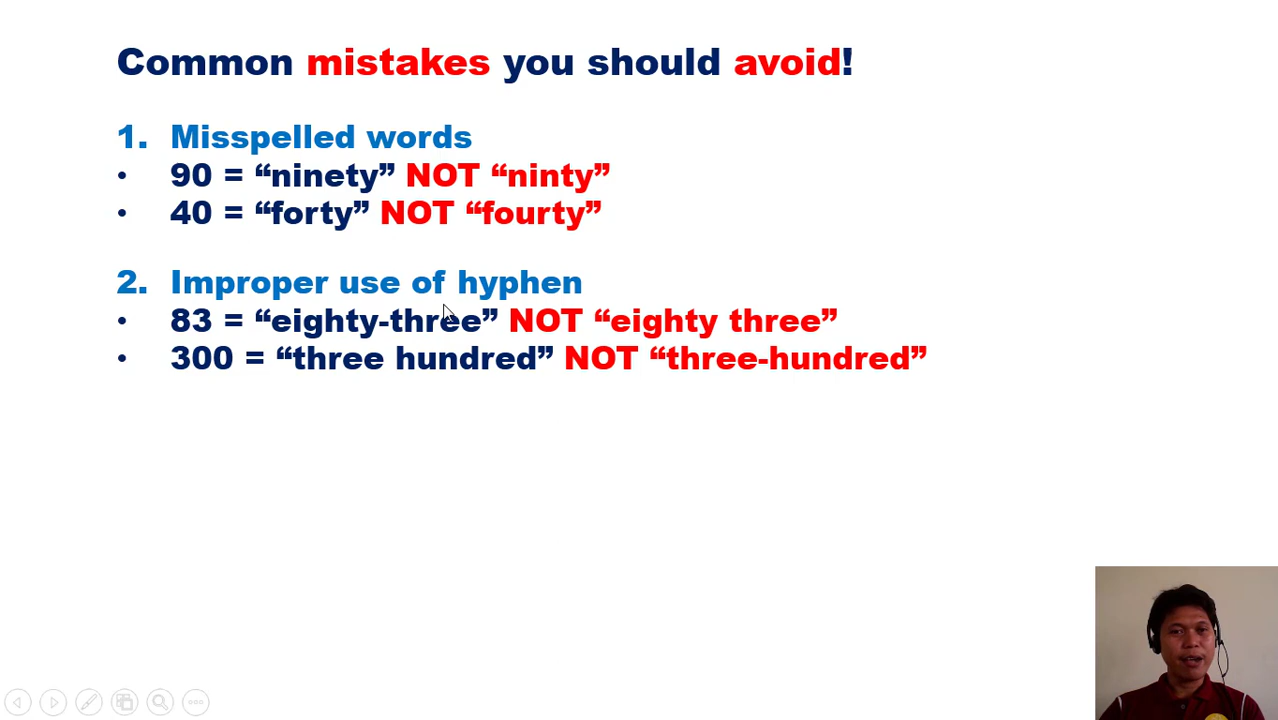 Common mistakes you should avoid!
1. Misspelled words
• 90 = “ninety” NOT “ninty”
• 40 = “forty” NOT “fourty”
2. Improper use of hyphen
• 83 = “eighty-three” NOT “eighty three”
• 300 = “three hundred” NOT “three-hundred”